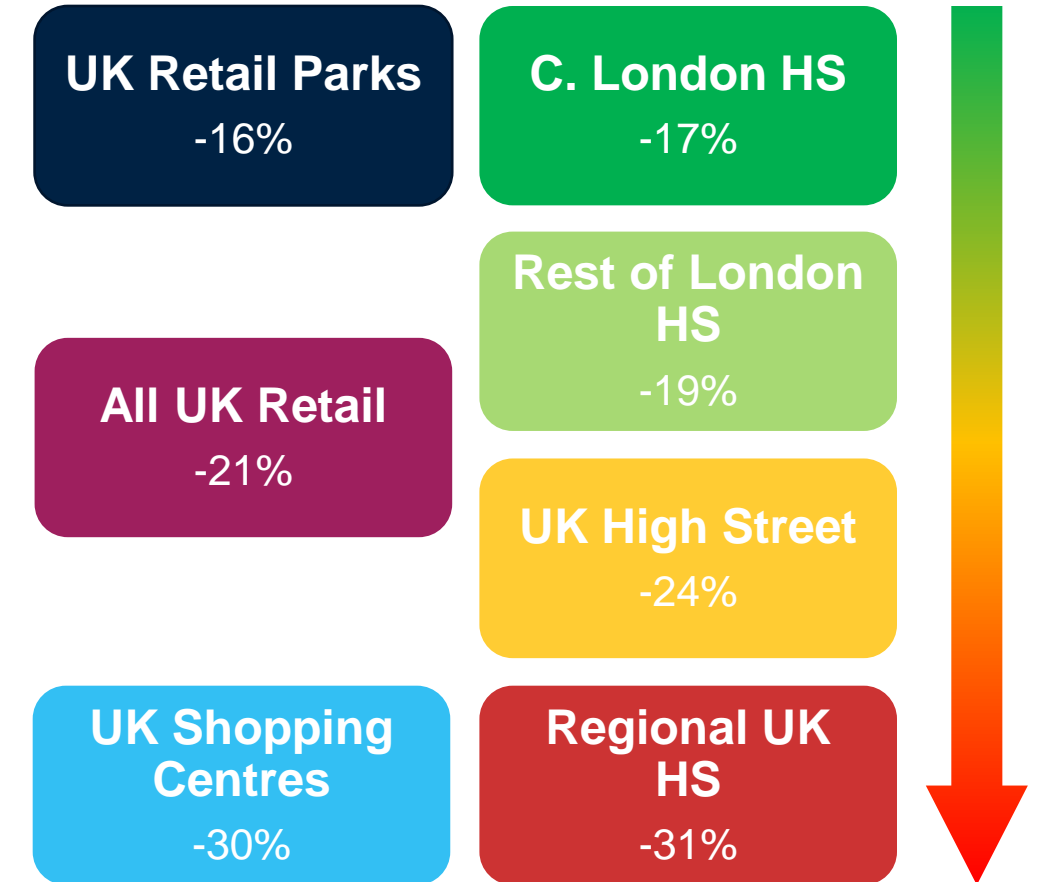 UK Retail Parks
-16%
C. London HS
-17%
Rest of London
HS
-19%
All UK Retail
-21%
UK High Street
-24%
UK Shopping
Centres
-30%
Regional UK
HS
-31%